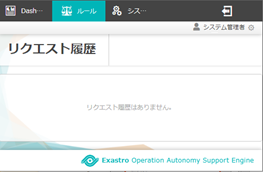 Dash… ルール シス…
システム管理者
リクエスト履歴
リクエスト履歴はありません。
Exastro Operation Autonomy Support Engine